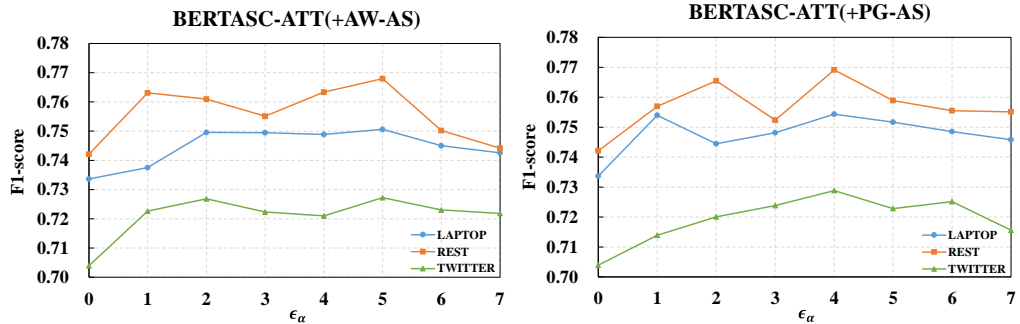 BERTASC-ATT(+AW-AS)
0.78
0.77
0.76
0.75
0.74
0.73
0.72
0.71
0.70
F1-score
0 1 2 3 4 5 6 7
ϵα
LAPTOP
REST
TWITTER
BERTASC-ATT(+PG-AS)
0.78
0.77
0.76
0.75
0.74
0.73
0.72
0.71
0.70
F1-score
0 1 2 3 4 5 6 7
ϵα
LAPTOP
REST
TWITTER